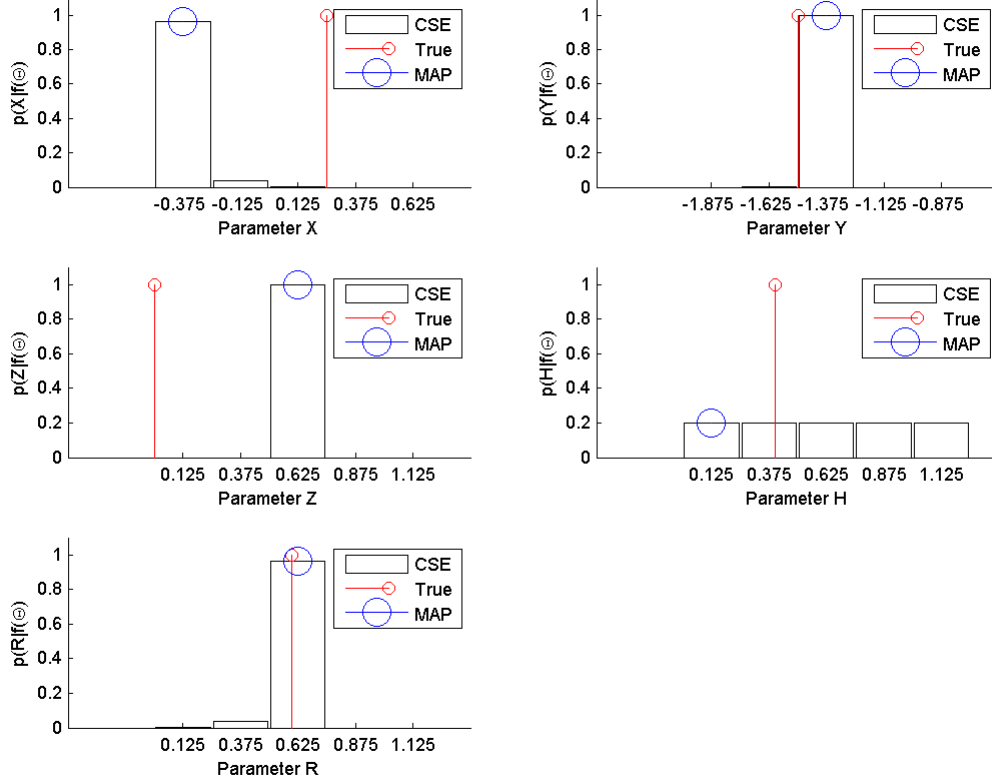 p(X|f(Θ)
1
0.8
0.6
0.4
0.2
0
-0.375 -0.125 0.125 0.375 0.625
Parameter X
CSE
True
MAP
p(Y|f(Θ)
1
0.8
0.6
0.4
0.2
0
-1.875 -1.625 -1.375 -1.125 -0.875
Parameter Y
CSE
True
MAP
p(Z|f(Θ)
1
0.8
0.6
0.4
0.2
0
0.125 0.375 0.625 0.875 1.125
Parameter Z
CSE
True
MAP
p(H|f(Θ)
1
0.8
0.6
0.4
0.2
0
0.125 0.375 0.625 0.875 1.125
Parameter H
CSE
True
MAP
p(R|f(Θ)
1
0.8
0.6
0.4
0.2
0
0.125 0.375 0.625 0.875 1.125
Parameter R
CSE
True
MAP